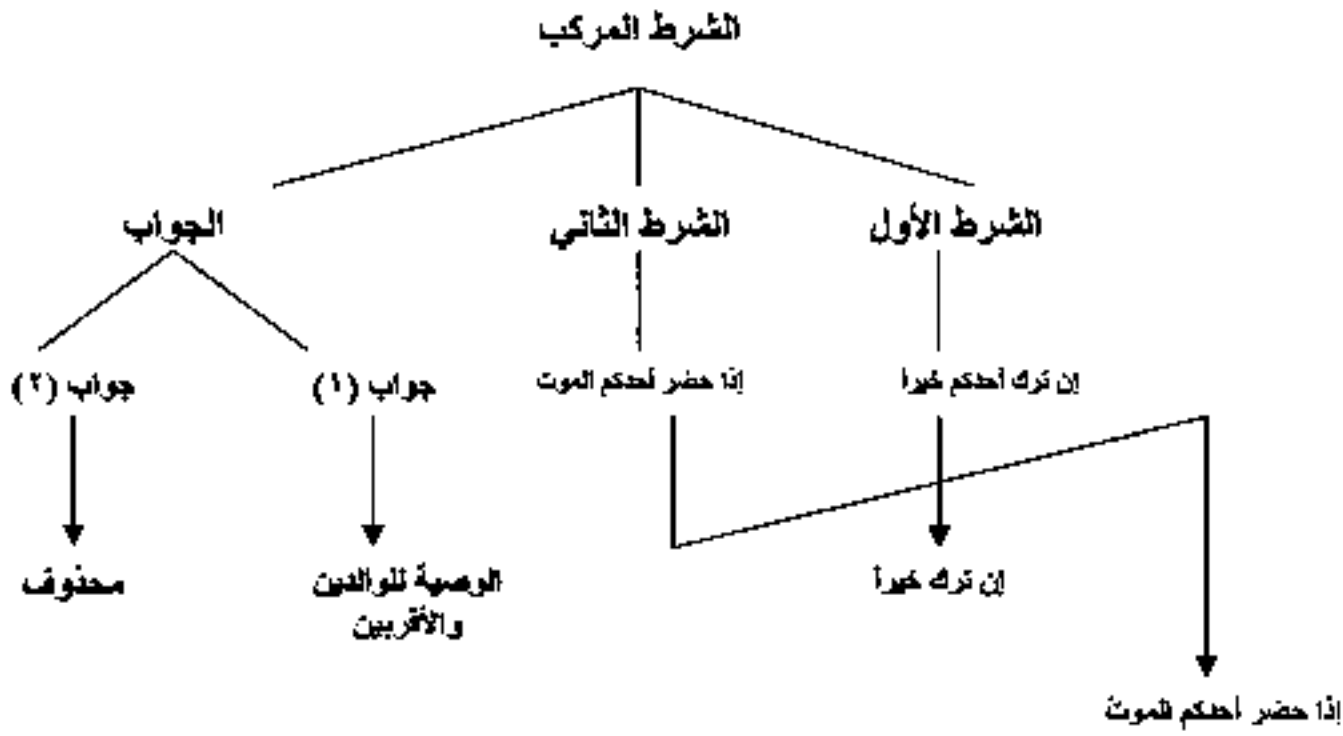 الشرط المركب
الشرط الأول
الشرط الثاني
الجواب
إن ترك أحدكم خيراً
إذا حضر أحدكم الموت
جواب (١)
جواب (٢)
إن ترك خيراً
الوصية للوالدين
والأقربين
محذوف
إذا حضر أحدكم الموت